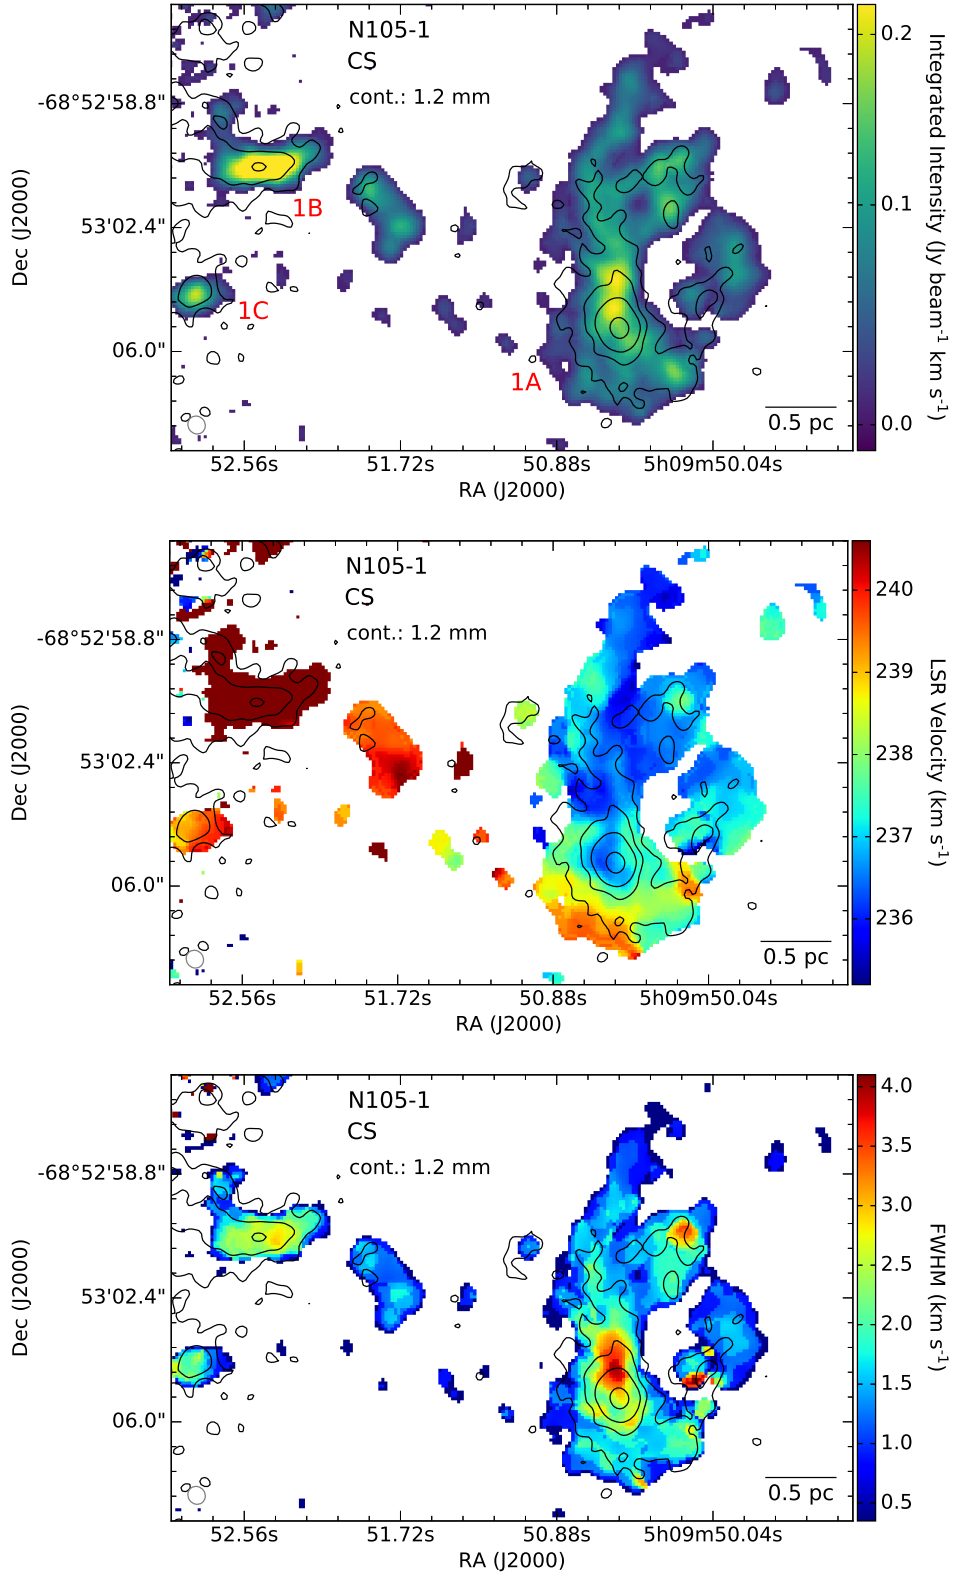 N105-1
CS
cont.: 1.2 mm
1B
1C
1A
0.5 pc
-68°52'58.8"
53'02.4"
06.0"
Dec (J2000)
52.56s 51.72s 50.88s 5h09m50.04s
RA (J2000)
0.2
0.1
0.0
Integrated Intensity (Jy beam⁻¹ km s⁻¹)
N105-1
CS
cont.: 1.2 mm
0.5 pc
-68°52'58.8"
53'02.4"
06.0"
Dec (J2000)
52.56s 51.72s 50.88s 5h09m50.04s
RA (J2000)
240
239
238
237
236
LSR Velocity (km s⁻¹)
N105-1
CS
cont.: 1.2 mm
0.5 pc
-68°52'58.8"
53'02.4"
06.0"
Dec (J2000)
52.56s 51.72s 50.88s 5h09m50.04s
RA (J2000)
4.0
3.5
3.0
2.5
2.0
1.5
1.0
0.5
FWHM (km s⁻¹)